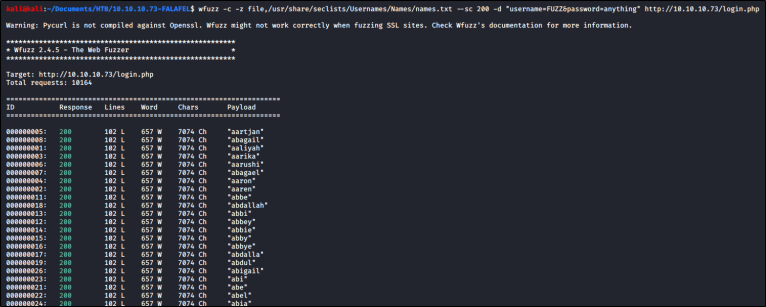 kali@kali:~/Documents/HTB/10.10.10.73-FALAFEL$ wfuzz -c -z file,/usr/share/seclists/Usernames/Names/names.txt --sc 200 -d "username=FUZZ&password=anything" http://10.10.10.73/login.php
Warning: Pycurl is not compiled against Openssl. Wfuzz might not work correctly when fuzzing SSL sites. Check Wfuzz's documentation for more information.
********************************************************
* Wfuzz 2.4.5 - The Web Fuzzer *
********************************************************
Target: http://10.10.10.73/login.php
Total requests: 10164
===================================================================
ID Response Lines Word Chars Payload
===================================================================
000000005: 200 102 L 657 W 7074 Ch "aartjan"
000000008: 200 102 L 657 W 7074 Ch "abagail"
000000001: 200 102 L 657 W 7074 Ch "aaliyah"
000000003: 200 102 L 657 W 7074 Ch "aarika"
000000006: 200 102 L 657 W 7074 Ch "aarushi"
000000007: 200 102 L 657 W 7074 Ch "abagael"
000000004: 200 102 L 657 W 7074 Ch "aaron"
000000002: 200 102 L 657 W 7074 Ch "aaren"
000000011: 200 102 L 657 W 7074 Ch "abbe"
000000018: 200 102 L 657 W 7074 Ch "abdallah"
000000013: 200 102 L 657 W 7074 Ch "abbi"
000000012: 200 102 L 657 W 7074 Ch "abbey"
000000014: 200 102 L 657 W 7074 Ch "abbie"
000000015: 200 102 L 657 W 7074 Ch "abby"
000000016: 200 102 L 657 W 7074 Ch "abbye"
000000017: 200 102 L 657 W 7074 Ch "abdalla"
000000019: 200 102 L 657 W 7074 Ch "abdul"
000000026: 200 102 L 657 W 7074 Ch "abigail"
000000023: 200 102 L 657 W 7074 Ch "abi"
000000021: 200 102 L 657 W 7074 Ch "abe"
000000022: 200 102 L 657 W 7074 Ch "abel"
000000024: 200 102 L 657 W 7074 Ch "abia"